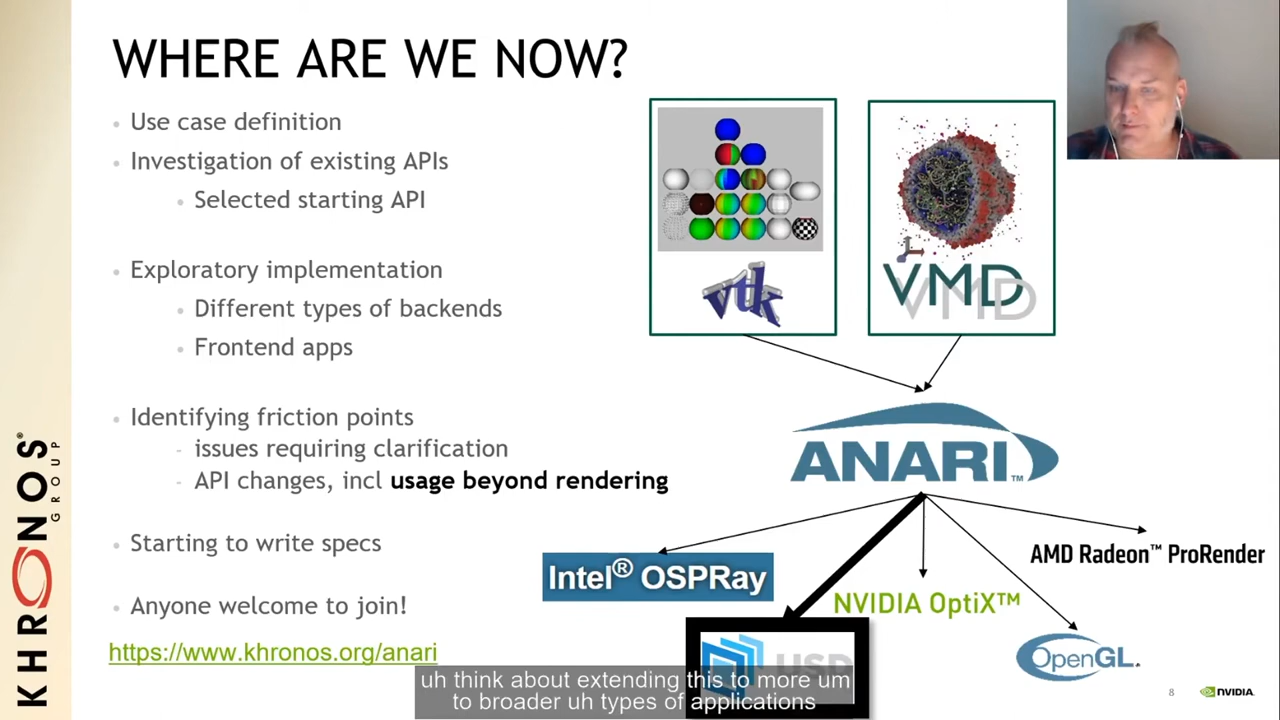 WHERE ARE WE NOW?
Use case definition
Investigation of existing APIs
Selected starting API
Exploratory implementation
Different types of backends
Frontend apps
Identifying friction points
issues requiring clarification
API changes, incl usage beyond rendering
Starting to write specs
Anyone welcome to join!
https://www.khronos.org/anari
vtk
VMD
ANARI™
Intel® OSPRay
USD
NVIDIA OptiX™
OpenGL.
AMD Radeon™ ProRender
uh think about extending this to more um
to broader uh types of applications
KHRONOS®
GROUP
8
NVIDIA.